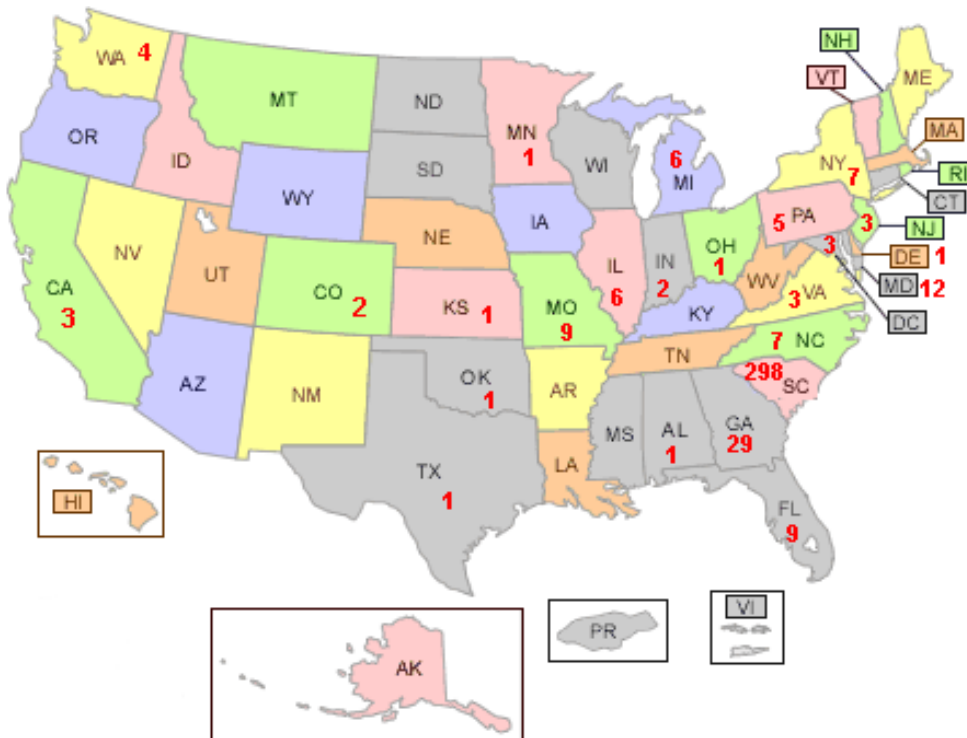 WA 4
MT
ND
MN
1
NH
VT
ME
MA
OR
ID
SD
WI
6
MI
NY
7
RI
CT
WY
IA
PA
5
3
NJ
NE
OH
1
3
DE 1
NV
UT
IL
6
IN
2
WV
VA
3
MD 12
CA
3
CO 2
KS 1
MO
9
KY
DC
7 NC
TN
298
SC
AZ
NM
OK
1
AR
MS
AL
1
GA
29
TX
1
LA
FL
9
HI
AK
PR
VI